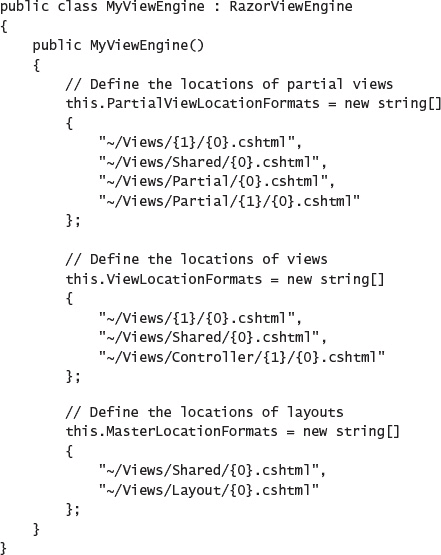 public class MyViewEngine : RazorViewEngine
{
    public MyViewEngine()
    {
        // Define the locations of partial views
        this.PartialViewLocationFormats = new string[]
        {
            "~/Views/{1}/{0}.cshtml",
            "~/Views/Shared/{0}.cshtml",
            "~/Views/Partial/{0}.cshtml",
            "~/Views/Partial/{1}/{0}.cshtml"
        };

        // Define the locations of views
        this.ViewLocationFormats = new string[]
        {
            "~/Views/{1}/{0}.cshtml",
            "~/Views/Shared/{0}.cshtml",
            "~/Views/Controller/{1}/{0}.cshtml"
        };

        // Define the locations of layouts
        this.MasterLocationFormats = new string[]
        {
            "~/Views/Shared/{0}.cshtml",
            "~/Views/Layout/{0}.cshtml"
        };
    }
}